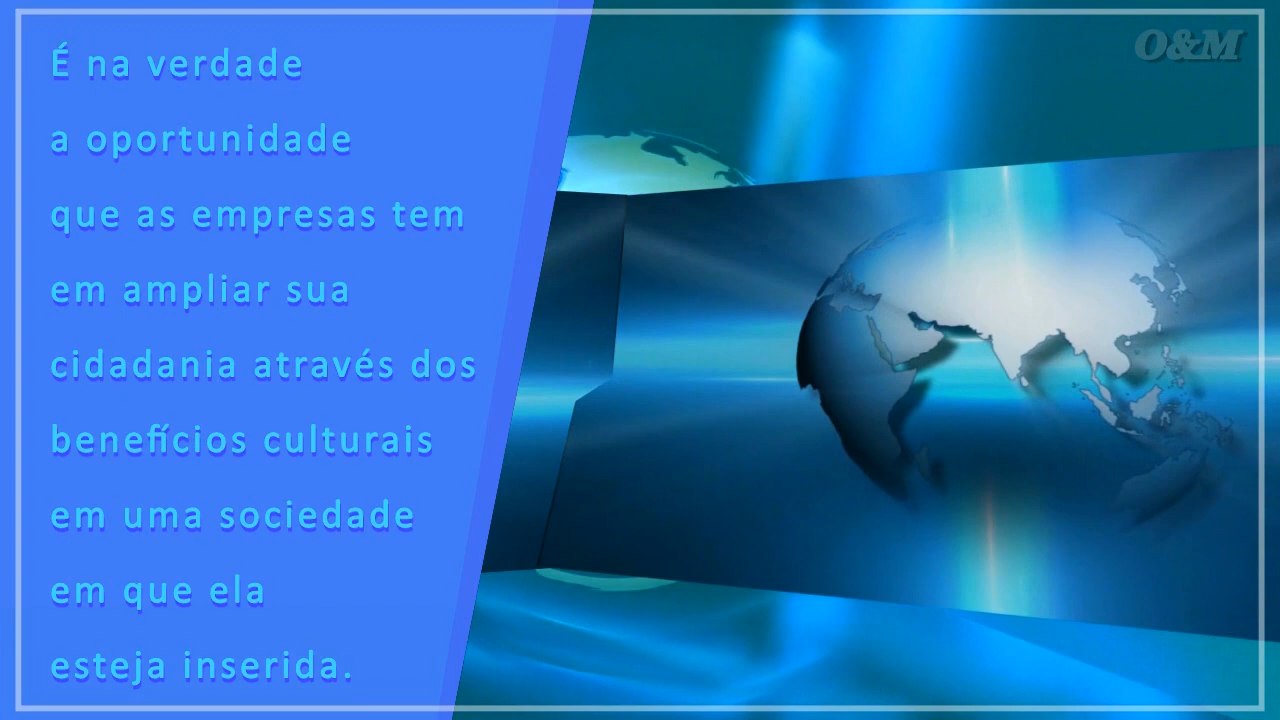 É na verdade
a oportunidade
que as empresas tem
em ampliar sua
cidadania através dos
benefícios culturais
em uma sociedade
em que ela
esteja inserida.
O&M